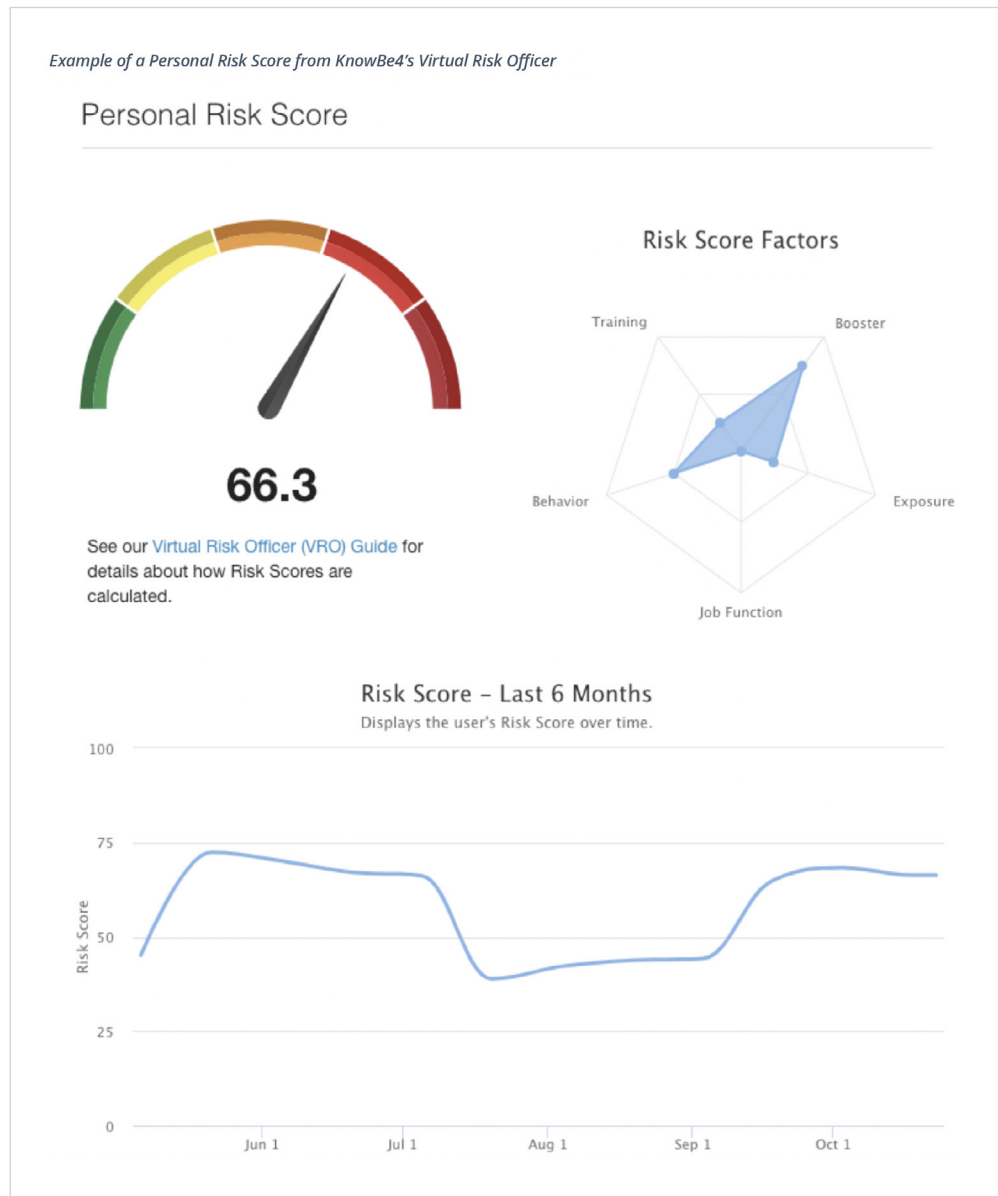 Example of a Personal Risk Score from KnowBe4’s Virtual Risk Officer
Personal Risk Score
66.3
See our Virtual Risk Officer (VRO) Guide for
details about how Risk Scores are
calculated.
Risk Score Factors
Training
Booster
Behavior
Exposure
Job Function
Risk Score – Last 6 Months
Displays the user's Risk Score over time.
Risk Score
100
75
50
25
0
Jun 1
Jul 1
Aug 1
Sep 1
Oct 1